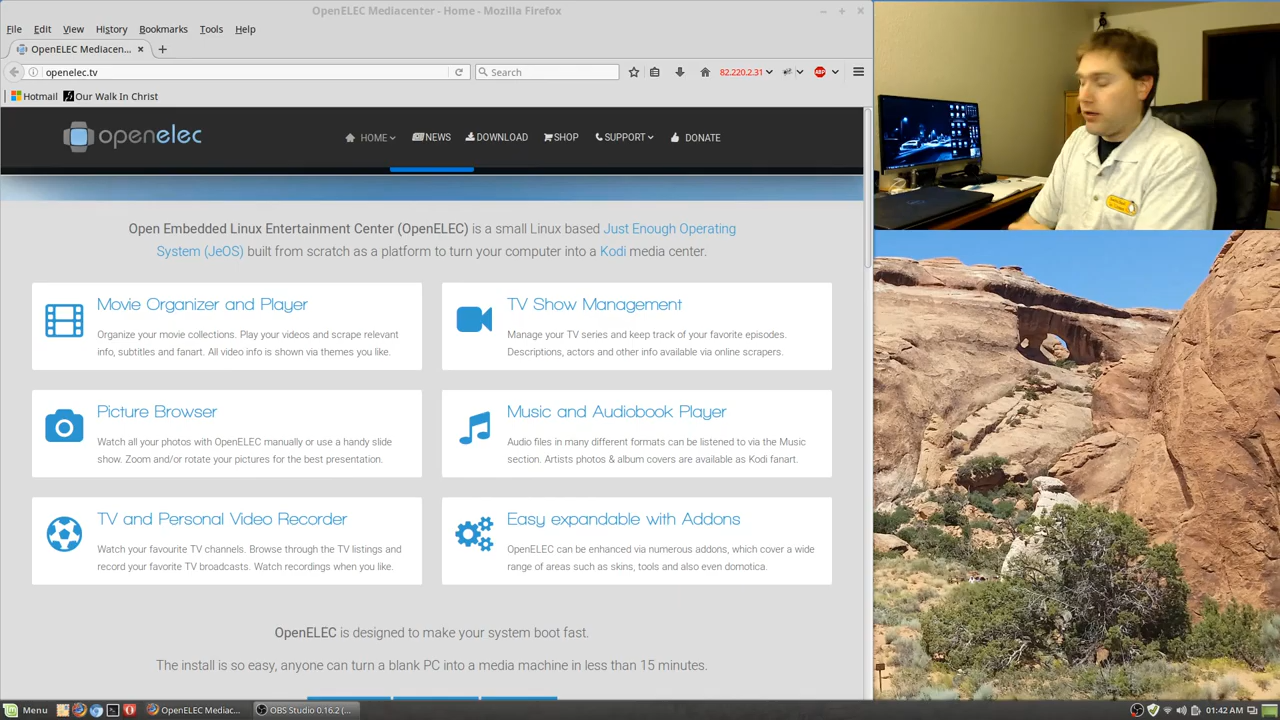 OpenELEC Mediacenter - Home - Mozilla Firefox
File Edit View History Bookmarks Tools Help
OpenELEC Mediacen...
openelec.tv
Search
82.220.2.31
ABP
Hotmail Our Walk In Christ
openelec
HOME NEWS DOWNLOAD SHOP SUPPORT DONATE
Open Embedded Linux Entertainment Center (OpenELEC) is a small Linux based Just Enough Operating
System (JeOS) built from scratch as a platform to turn your computer into a Kodi media center.
Movie Organizer and Player
Organize your movie collections. Play your videos and scrape relevant
info, subtitles and fanart. All video info is shown via themes you like.
TV Show Management
Manage your TV series and keep track of your favorite episodes.
Descriptions, actors and other info available via online scrapers.
Picture Browser
Watch all your photos with OpenELEC manually or use a handy slide
show. Zoom and/or rotate your pictures for the best presentation.
Music and Audiobook Player
Audio files in many different formats can be listened to via the Music
section. Artists photos & album covers are available as Kodi fanart.
TV and Personal Video Recorder
Watch your favourite TV channels. Browse through the TV listings and
record your favorite TV broadcasts. Watch recordings when you like.
Easy expandable with Addons
OpenELEC can be enhanced via numerous addons, which cover a wide
range of areas such as skins, tools and also even domotica.
OpenELEC is designed to make your system boot fast.
The install is so easy, anyone can turn a blank PC into a media machine in less than 15 minutes.
Menu OpenELEC Mediac... OBS Studio 0.16.2 (... 01:42 AM